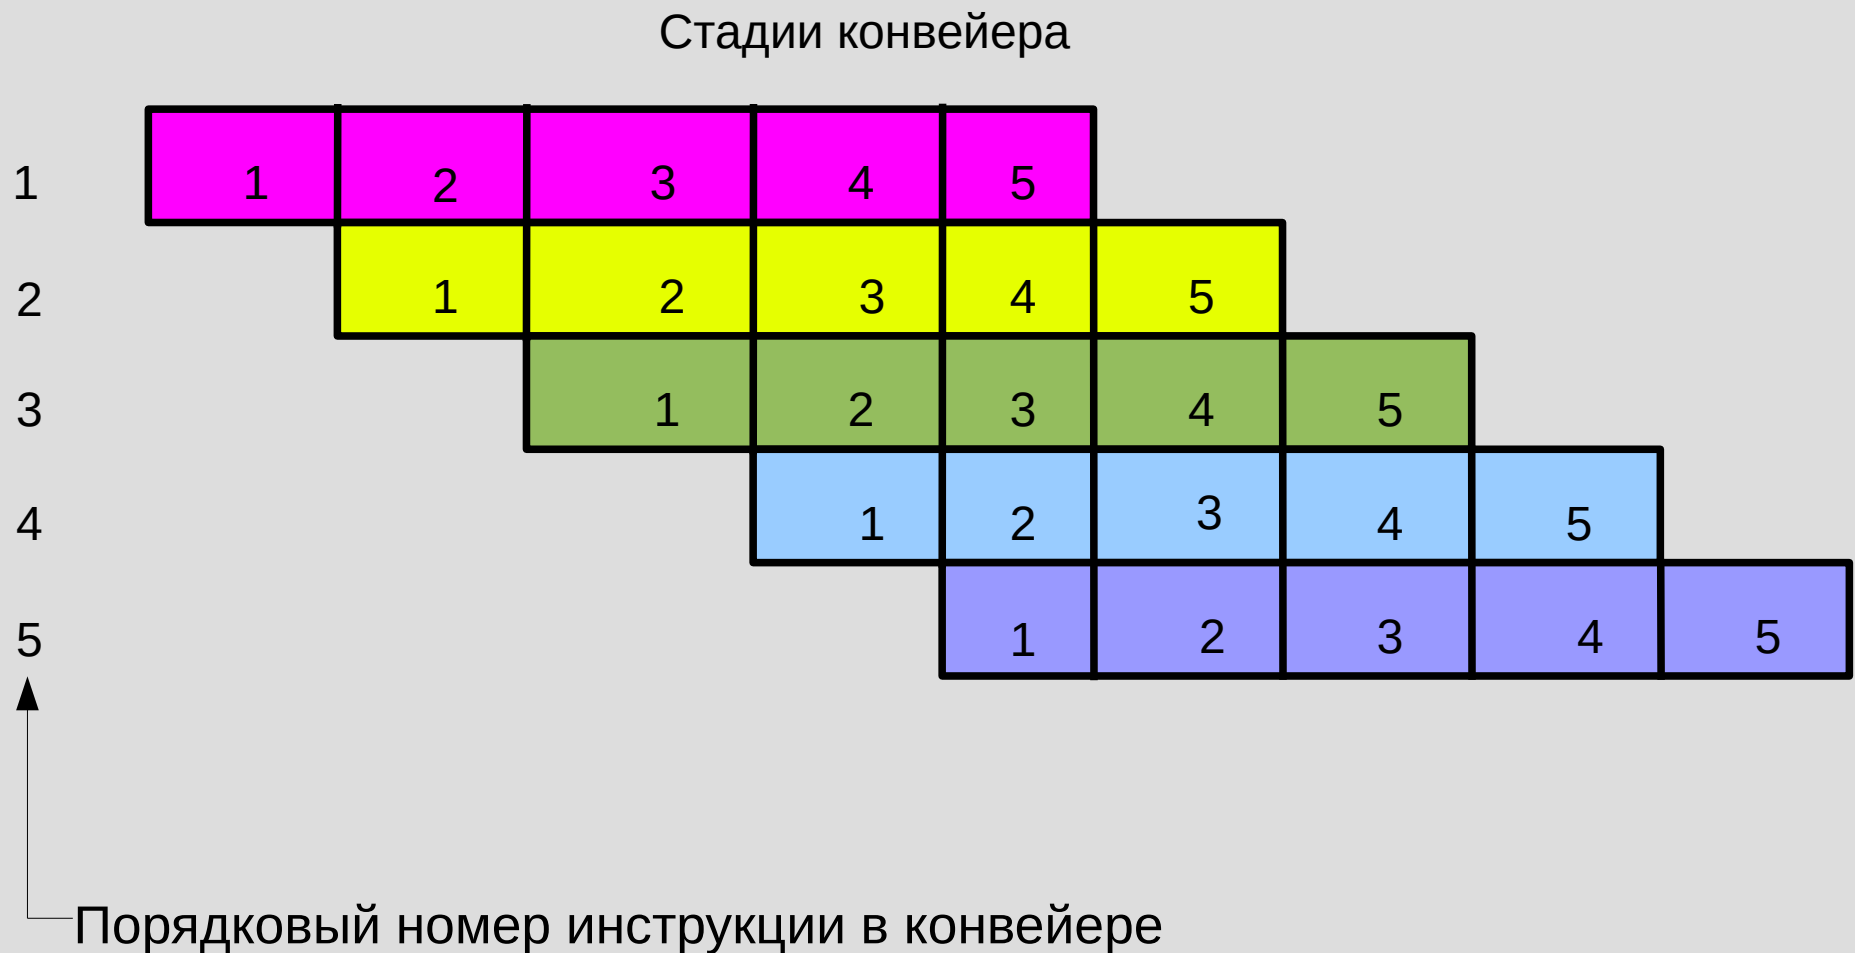 Стадии конвейера
1 1 2 3 4 5
2 1 2 3 4 5
3 1 2 3 4 5
4 1 2 3 4 5
5 1 2 3 4 5
Порядковый номер инструкции в конвейере